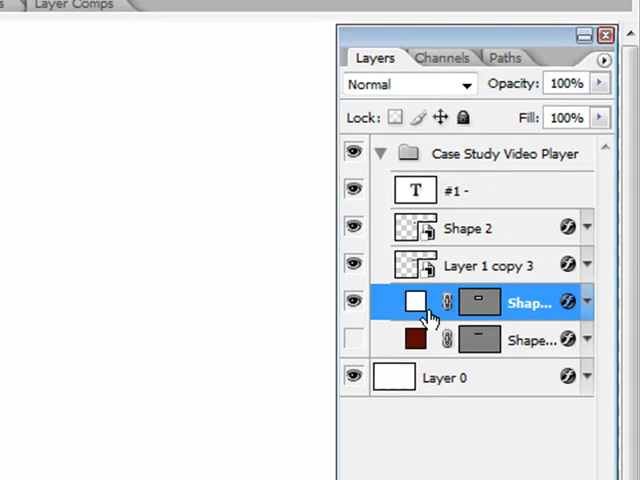 Layer Comps
Layers Channels Paths
Normal Opacity: 100%
Lock: Fill: 100%
Case Study Video Player
T #1 -
Shape 2
Layer 1 copy 3
Shap...
Shape...
Layer 0